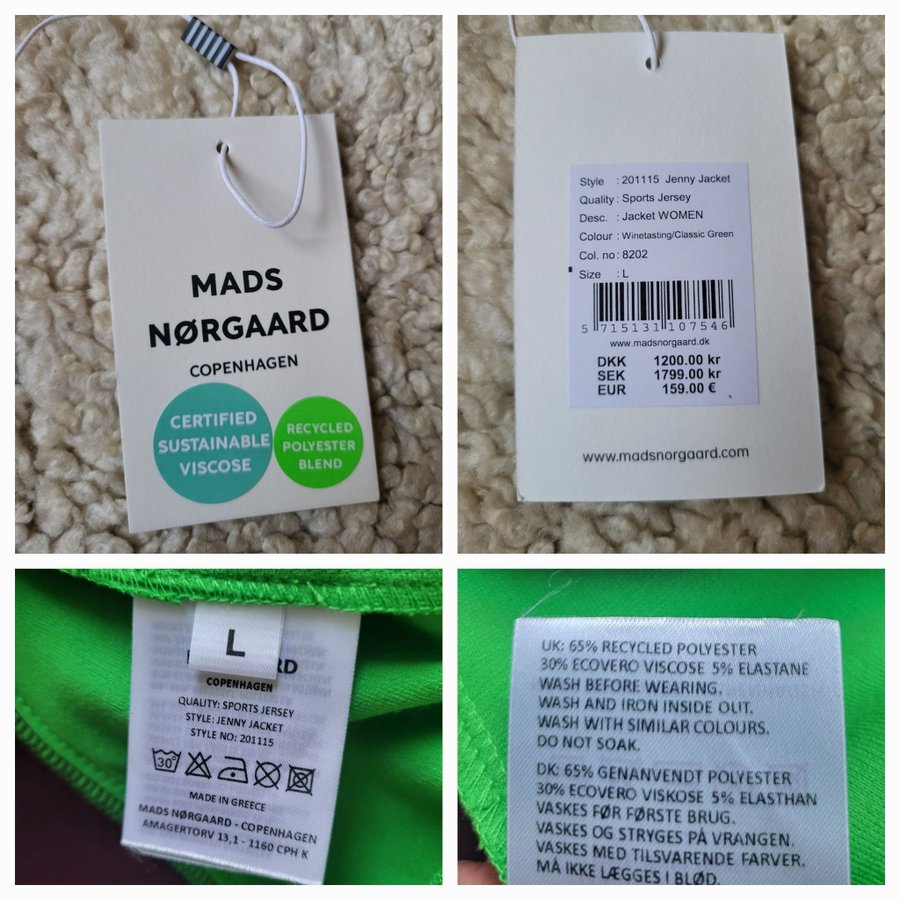 MADS
NØRGAARD
COPENHAGEN
CERTIFIED
SUSTAINABLE
VISCOSE
RECYCLED
POLYESTER
BLEND
Style : 201115 Jenny Jacket
Quality : Sports Jersey
Desc. : Jacket WOMEN
Colour : Winetasting/Classic Green
Col. no : 8202
Size : L
5 715131 107546
www.madsnorgaard.dk
DKK 1200.00 kr
SEK 1799.00 kr
EUR 159.00 €
www.madsnorgaard.com
L
COPENHAGEN
QUALITY: SPORTS JERSEY
STYLE: JENNY JACKET
STYLE NO: 201115
30°
MADE IN GREECE
MADS NØRGAARD - COPENHAGEN
AMAGERTORV 13,1 - 1160 CPH K
UK: 65% RECYCLED POLYESTER
30% ECOVERO VISCOSE 5% ELASTANE
WASH BEFORE WEARING.
WASH AND IRON INSIDE OUT.
WASH WITH SIMILAR COLOURS.
DO NOT SOAK.
DK: 65% GENANVENDT POLYESTER
30% ECOVERO VISKOSE 5% ELASTHAN
VASKES FØR FØRSTE BRUG.
VASKES OG STRYGES PÅ VRANGEN.
VASKES MED TILSVARENDE FARVER.
MÅ IKKE LÆGGES I BLØD.